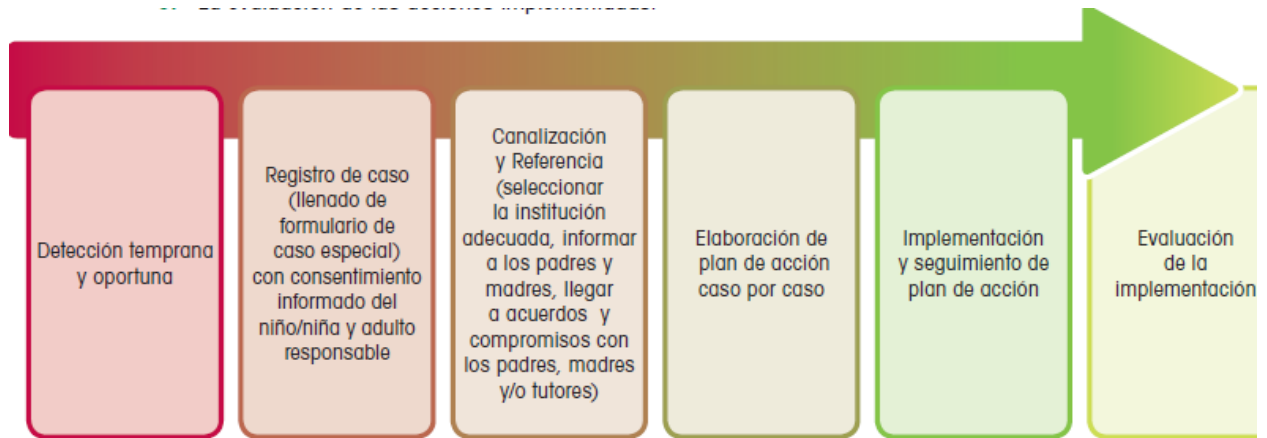 Detección temprana
y oportuna
Registro de caso
(llenado de
formulario de
caso especial)
con consentimiento
informado del
niño/niña y adulto
responsable
Canalización
y Referencia
(seleccionar
la institución
adecuada, informar
a los padres y
madres, llegar
a acuerdos y
compromisos con
los padres, madres
y/o tutores)
Elaboración de
plan de acción
caso por caso
Implementación
y seguimiento de
plan de acción
Evaluación
de la
implementación